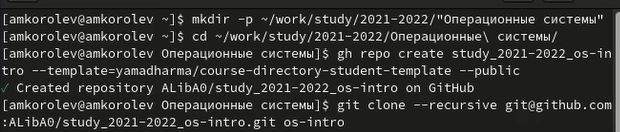 [amkorolev@amkorolev ~]$ mkdir -p ~/work/study/2021-2022/"Операционные системы"
[amkorolev@amkorolev ~]$ cd ~/work/study/2021-2022/Операционные\ системы/
[amkorolev@amkorolev Операционные системы]$ gh repo create study_2021-2022_os-in
tro --template=yamadharma/course-directory-student-template --public
✓ Created repository ALibA0/study_2021-2022_os-intro on GitHub
[amkorolev@amkorolev Операционные системы]$ git clone --recursive git@github.com
:ALibA0/study_2021-2022_os-intro.git os-intro